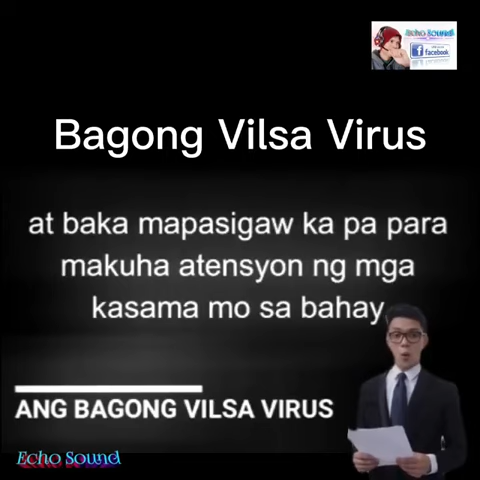 Echo Sound
facebook
Bagong Vilsa Virus
at baka mapasigaw ka pa para
makuha atensyon ng mga
kasama mo sa bahay
ANG BAGONG VILSA VIRUS
Echo Sound